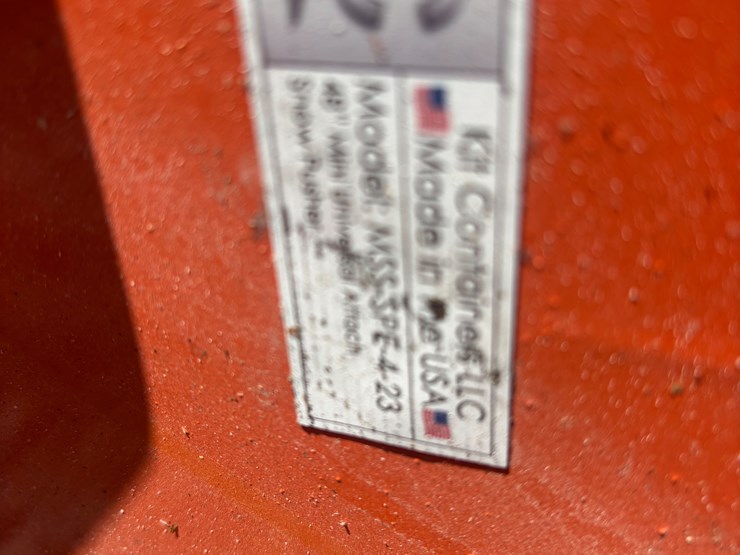 Kit Containers LLC
Made in the USA
Model: MSS-SPE-4-23
48" Mini Universal Attach
Snow Pusher